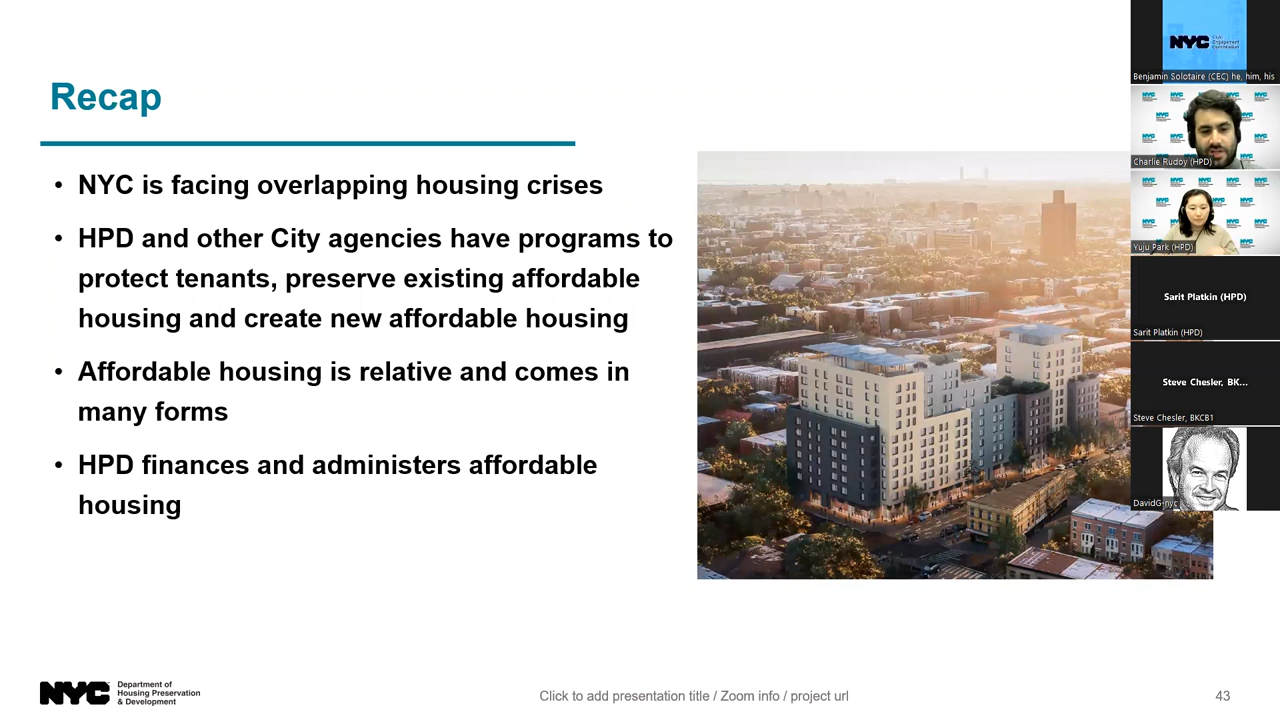 Recap
• NYC is facing overlapping housing crises
• HPD and other City agencies have programs to
protect tenants, preserve existing affordable
housing and create new affordable housing
• Affordable housing is relative and comes in
many forms
• HPD finances and administers affordable
housing
NYC
Benjamin Solotaire (CEC) he, him, his
Charlie Rudoy (HPD)
Yuju Park (HPD)
Sarit Platkin (HPD)
Sarit Platkin (HPD)
Steve Chesler, BK...
Steve Chesler, BKCB1
DavidG-nyc
NYC
Department of
Housing Preservation
& Development
Click to add presentation title / Zoom info / project url
43